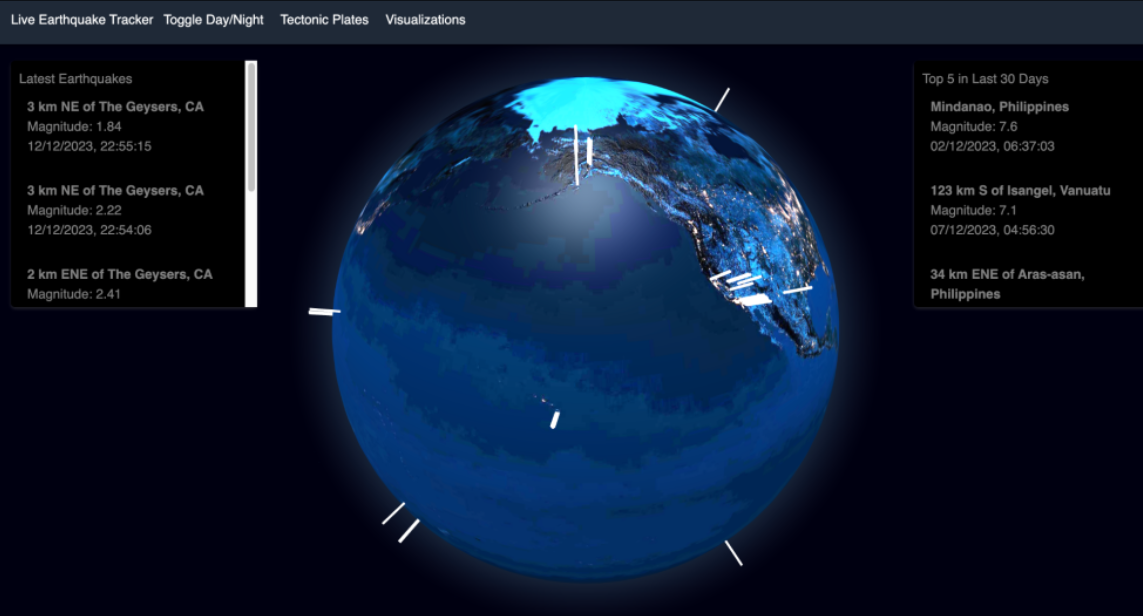 Live Earthquake Tracker Toggle Day/Night Tectonic Plates Visualizations
Latest Earthquakes
3 km NE of The Geysers, CA
Magnitude: 1.84
12/12/2023, 22:55:15
3 km NE of The Geysers, CA
Magnitude: 2.22
12/12/2023, 22:54:06
2 km ENE of The Geysers, CA
Magnitude: 2.41
Top 5 in Last 30 Days
Mindanao, Philippines
Magnitude: 7.6
02/12/2023, 06:37:03
123 km S of Isangel, Vanuatu
Magnitude: 7.1
07/12/2023, 04:56:30
34 km ENE of Aras-asan,
Philippines